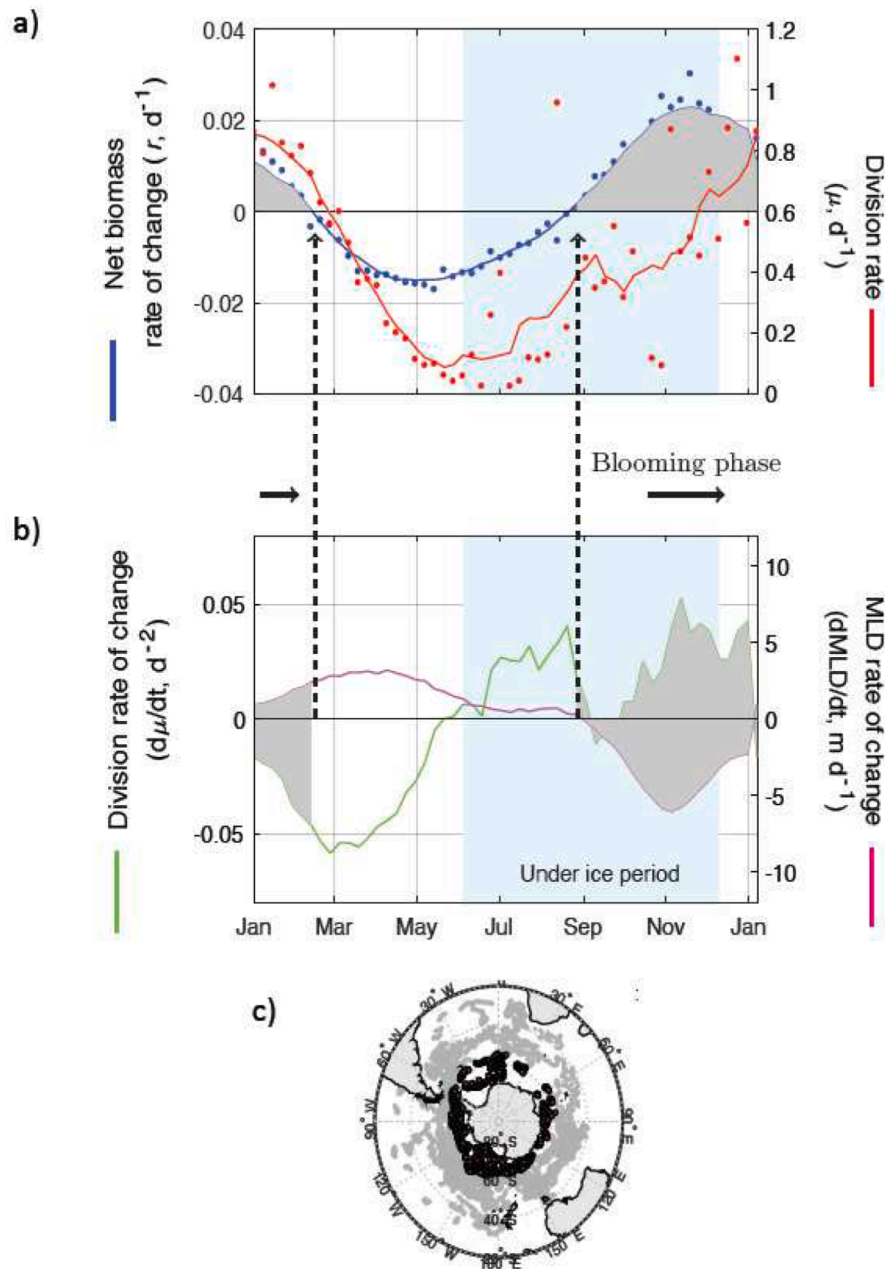 a)
Net biomass
rate of change ( r, d⁻¹)
0.04
0.02
0
-0.02
-0.04
1.2
1
0.8
0.6
0.4
0.2
0
Division rate
(μ, d⁻¹)
Blooming phase
b)
Division rate of change
(dμ/dt, d⁻²)
0.05
0
-0.05
10
5
0
-5
-10
MLD rate of change
(dMLD/dt, m d⁻¹)
Under ice period
Jan Mar May Jul Sep Nov Jan
c)
30° W
30° E
60° W
60° E
90° W
90° E
120° W
120° E
150° W
150° E
80° S
60° S
40° S